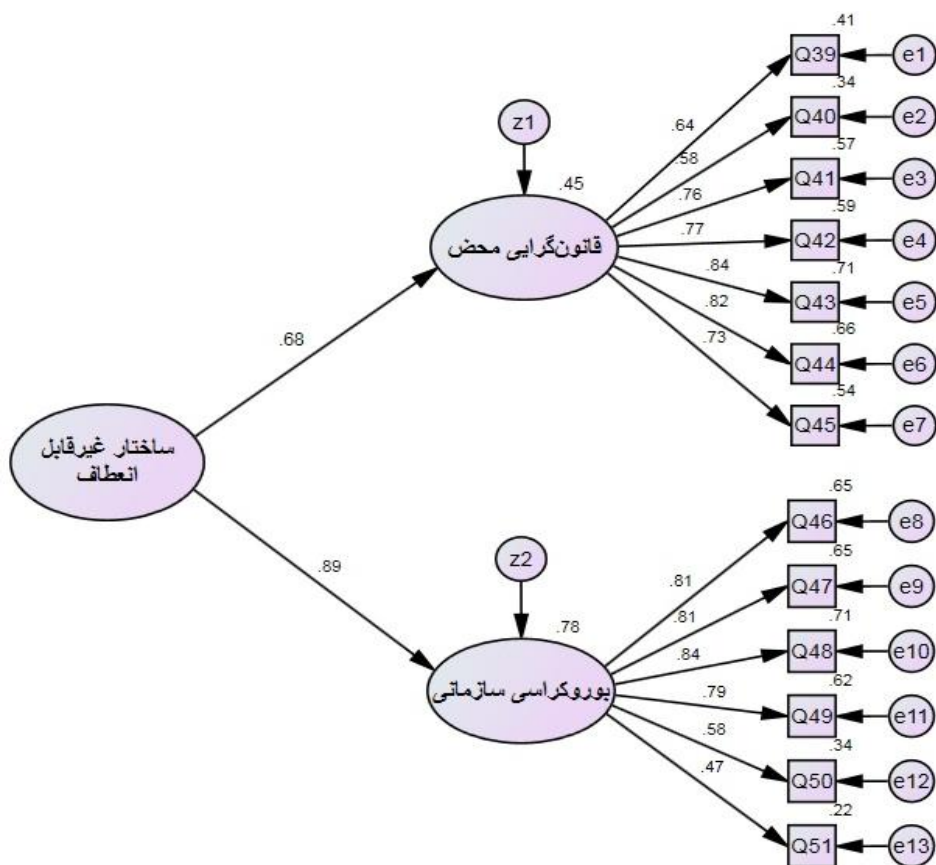 .41
Q39
e1
.34
Q40
e2
.57
Q41
e3
.59
Q42
e4
.71
Q43
e5
.66
Q44
e6
.54
Q45
e7
.64
.58
.76
.77
.84
.82
.73
z1
.45
قانون‌گرایی محض
.68
ساختار غیرقابل
انعطاف
.89
z2
.78
بوروکراسی سازمانی
.81
.81
.84
.79
.58
.47
.65
Q46
e8
.65
Q47
e9
.71
Q48
e10
.62
Q49
e11
.34
Q50
e12
.22
Q51
e13